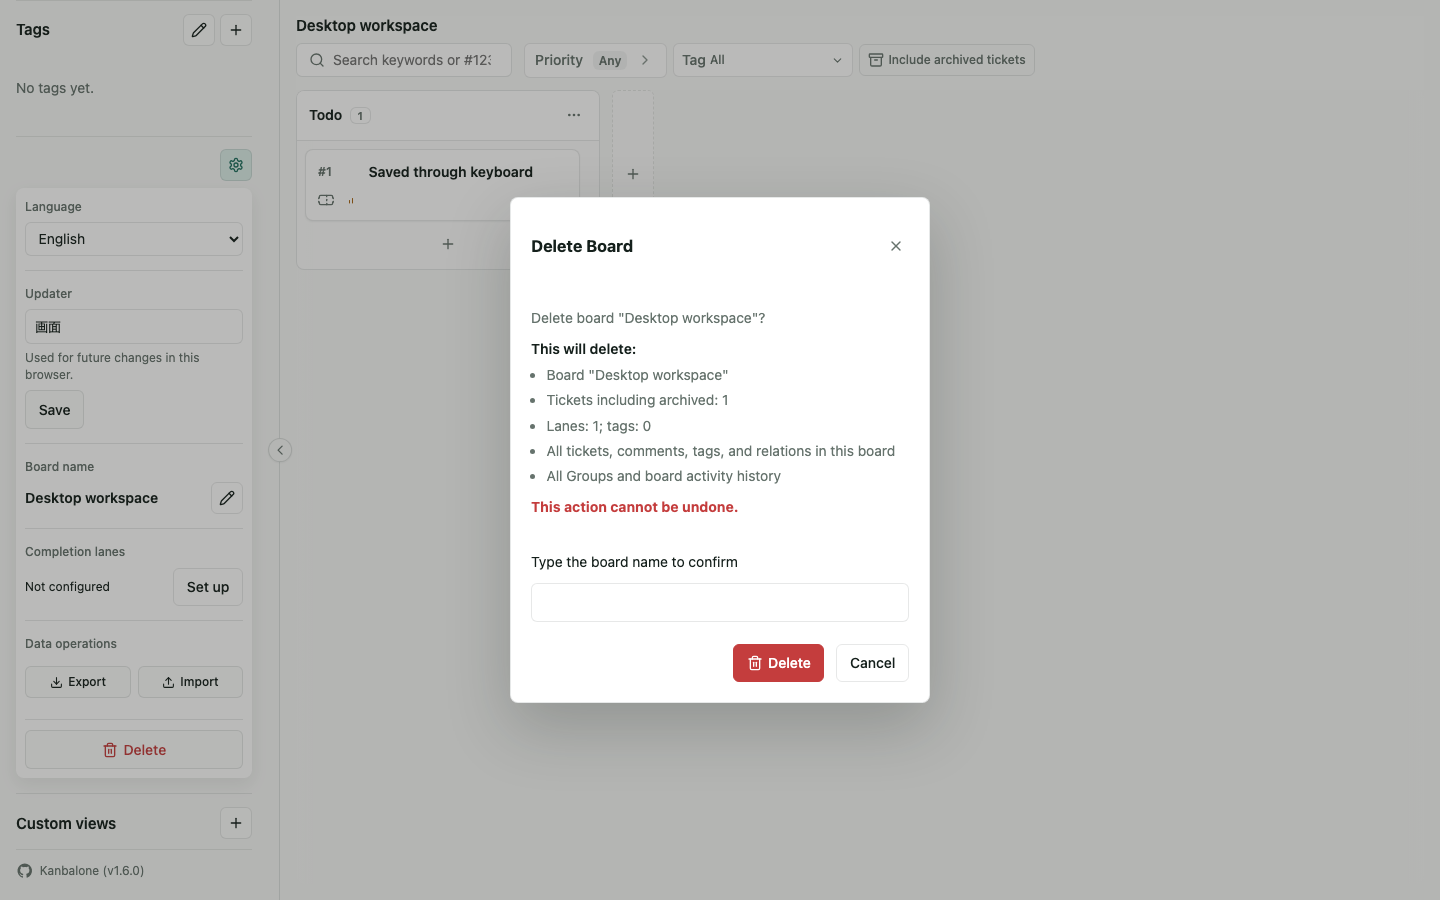 Tags
No tags yet.
Language
English
Updater
画面
Used for future changes in this
browser.
Save
Board name
Desktop workspace
Completion lanes
Not configured
Set up
Data operations
Export
Import
Delete
Custom views
Kanbalone (v1.6.0)
Desktop workspace
Search keywords or #123
Priority Any
Tag All
Include archived tickets
Todo 1
#1 Saved through keyboard
Delete Board
Delete board "Desktop workspace"?
This will delete:
Board "Desktop workspace"
Tickets including archived: 1
Lanes: 1; tags: 0
All tickets, comments, tags, and relations in this board
All Groups and board activity history
This action cannot be undone.
Type the board name to confirm
Delete
Cancel